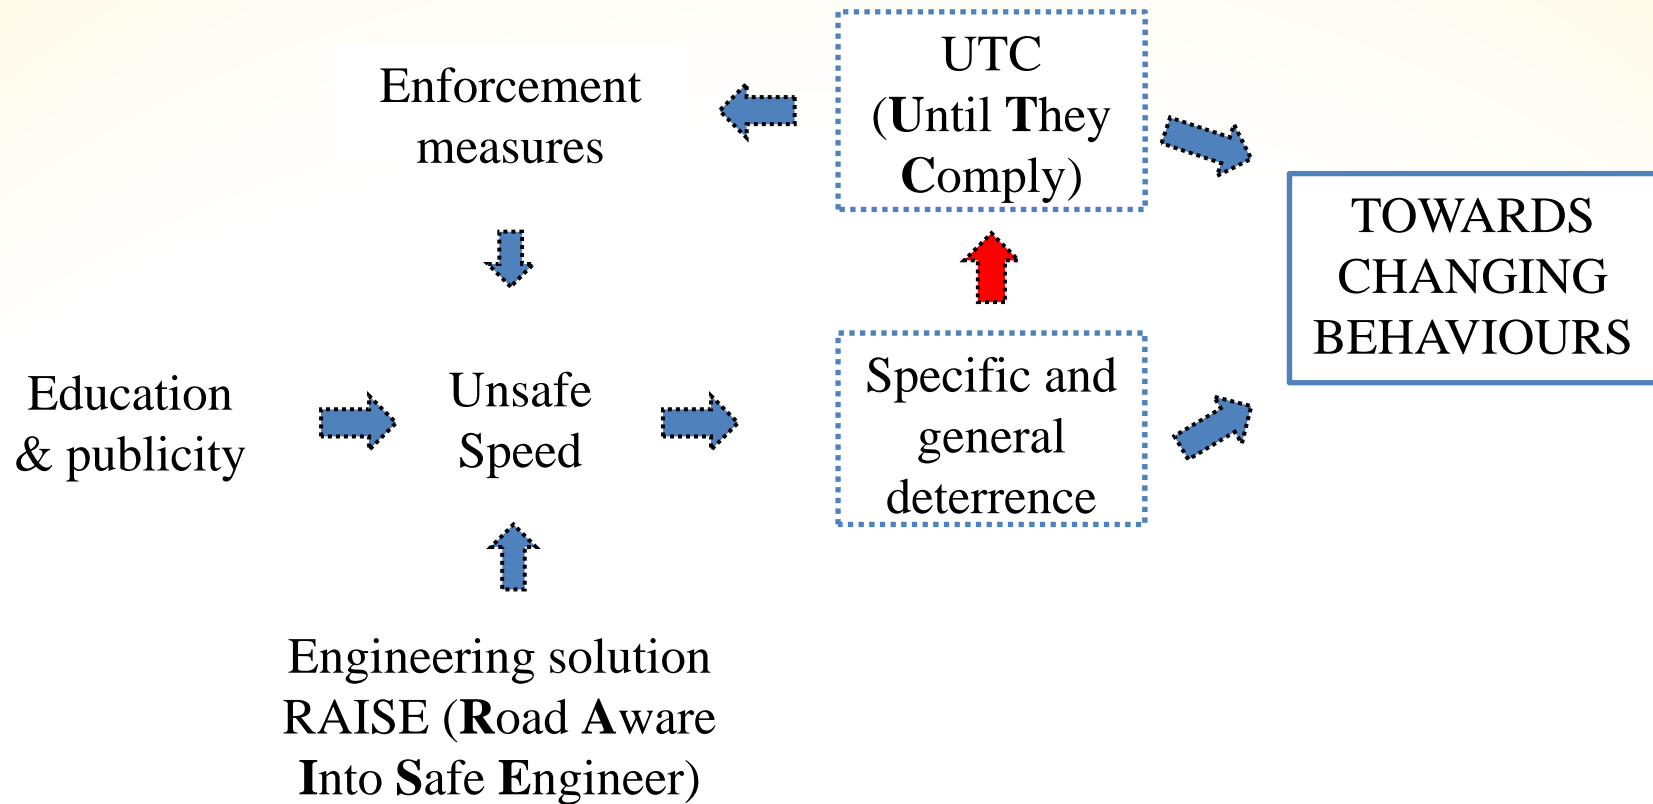 Enforcement
measures
UTC
(Until They
Comply)
TOWARDS
CHANGING
BEHAVIOURS
Education
& publicity
Unsafe
Speed
Specific and
general
deterrence
Engineering solution
RAISE (Road Aware
Into Safe Engineer)